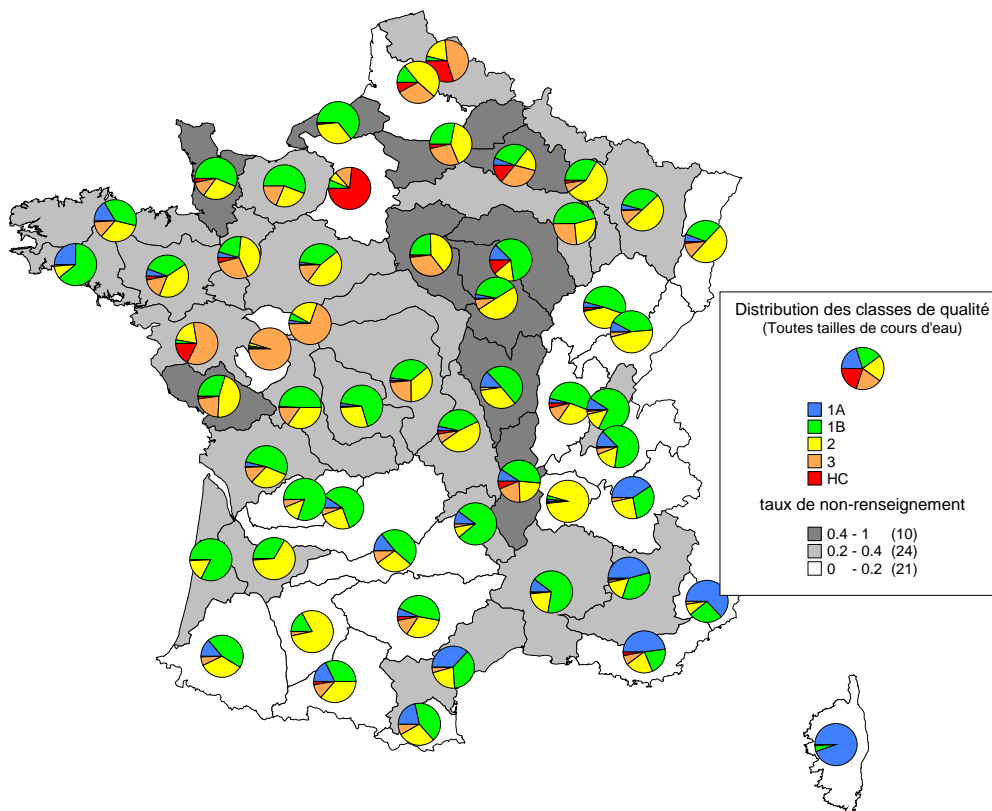 Distribution des classes de qualité
(Toutes tailles de cours d'eau)
1A
1B
2
3
HC
taux de non-renseignement
0.4 - 1 (10)
0.2 - 0.4 (24)
0 - 0.2 (21)